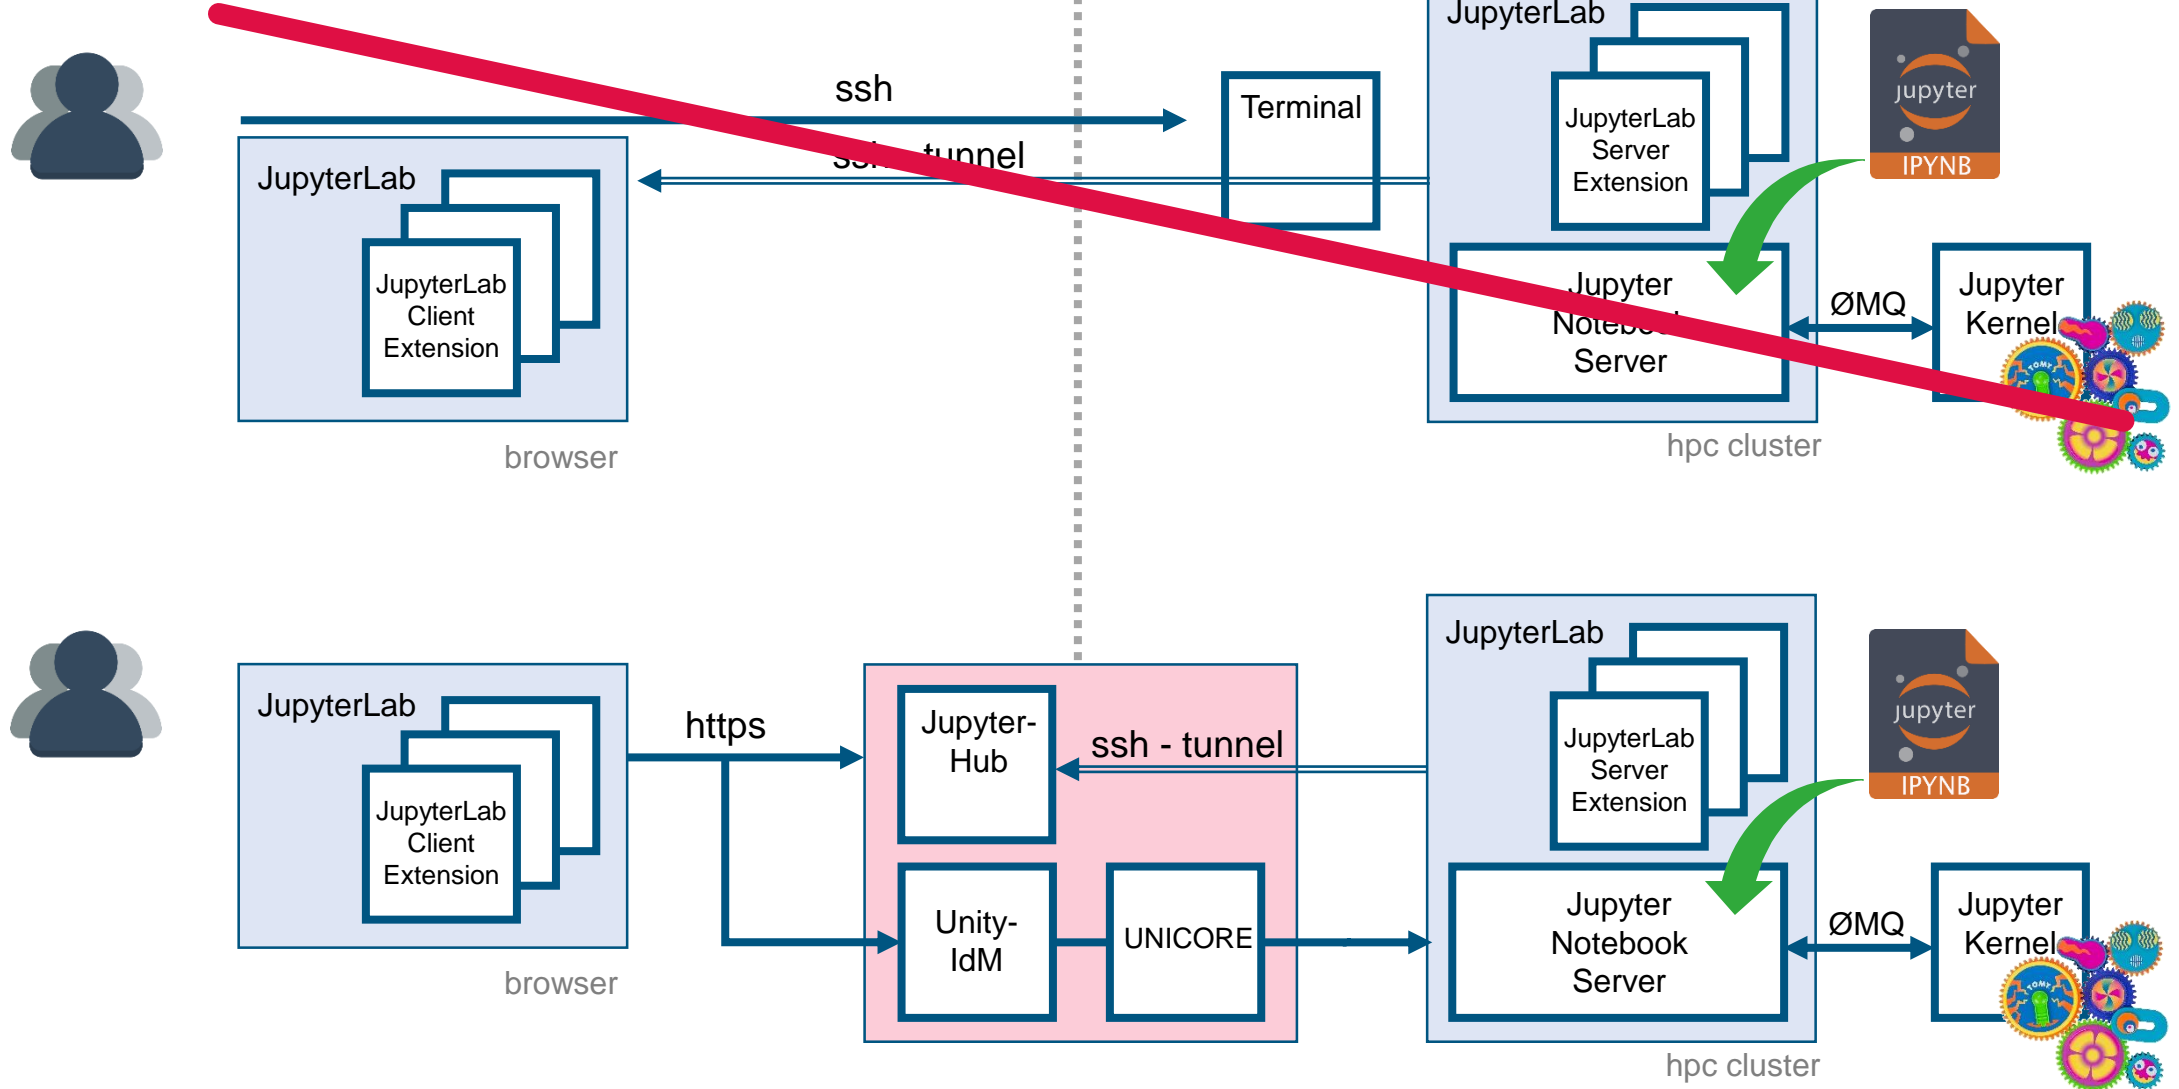 JupyterLab
ssh
Terminal
JupyterLab
Server
Extension
jupyter
IPYNB
tunnel
JupyterLab
JupyterLab
Client
Extension
Jupyter
Server
ØMQ
Jupyter
Kernel
TOMY
browser
hpc cluster
JupyterLab
JupyterLab
Client
Extension
browser
https
Jupyter-
Hub
ssh - tunnel
Unity-
IdM
UNICORE
JupyterLab
JupyterLab
Server
Extension
jupyter
IPYNB
Jupyter
Notebook
Server
ØMQ
Jupyter
Kernel
TOMY
hpc cluster